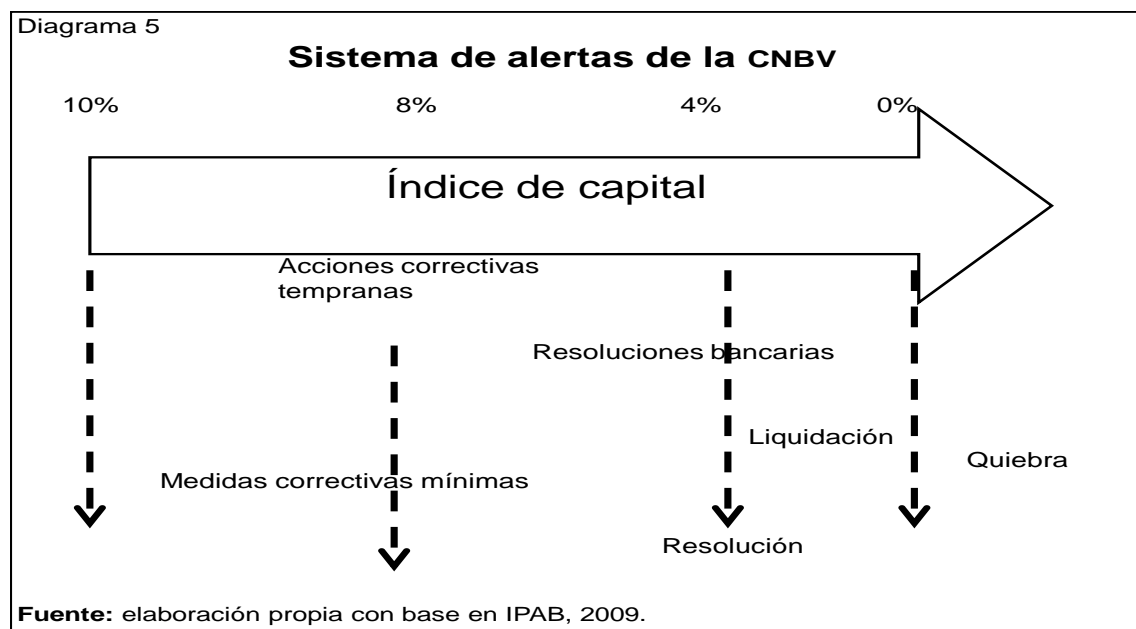 Diagrama 5
Sistema de alertas de la CNBV
10% 8% 4% 0%
Índice de capital
Acciones correctivas
tempranas
Resoluciones bancarias
Liquidación
Quiebra
Medidas correctivas mínimas
Resolución
Fuente: elaboración propia con base en IPAB, 2009.